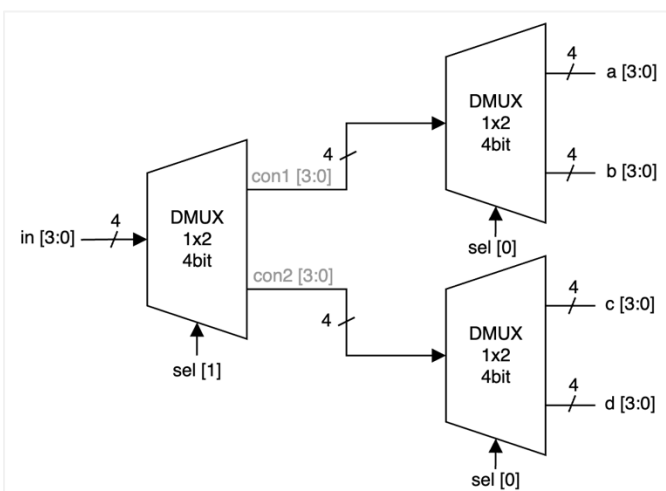 in [3:0]
4
DMUX
1x2
4bit
sel [1]
con1 [3:0]
4
con2 [3:0]
4
DMUX
1x2
4bit
sel [0]
4
a [3:0]
4
b [3:0]
DMUX
1x2
4bit
sel [0]
4
c [3:0]
4
d [3:0]